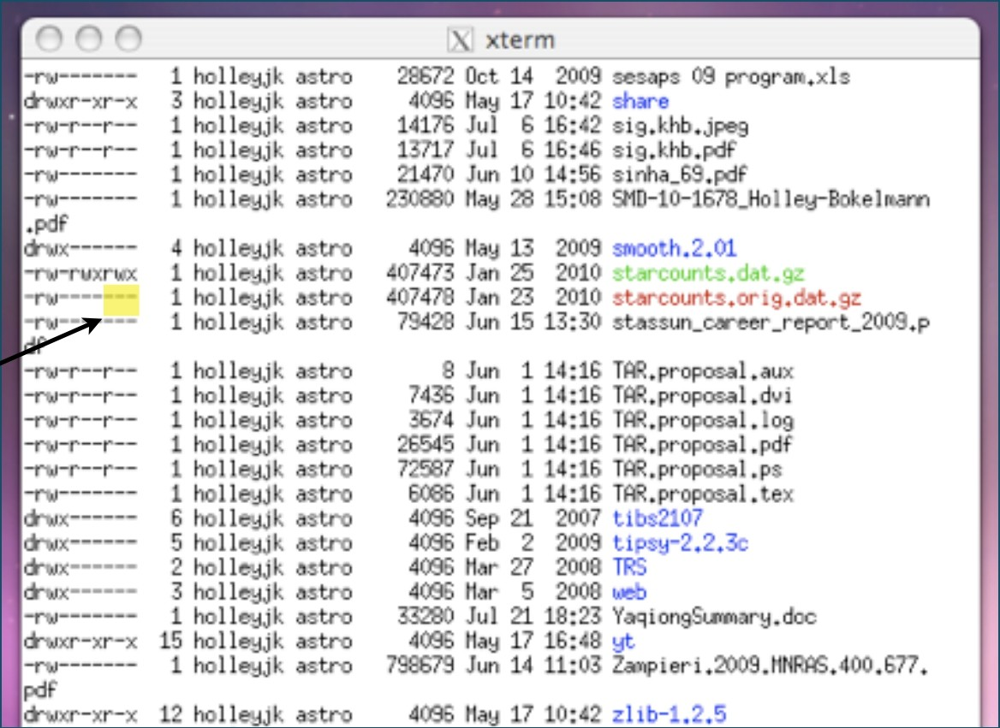 X xterm
-rw------- 1 holleyjk astro 28672 Oct 14 2009 sesaps 09 program.xls
drwxr-xr-x 3 holleyjk astro 4096 May 17 10:42 share
-rw-r--r-- 1 holleyjk astro 14176 Jul 6 16:42 sig.khb.jpeg
-rw-r--r-- 1 holleyjk astro 13717 Jul 6 16:46 sig.khb.pdf
-rw------- 1 holleyjk astro 21470 Jun 10 14:56 sinha_69.pdf
-rw------- 1 holleyjk astro 230880 May 28 15:08 SMD-10-1678_Holley-Bokelmann
.pdf
drwx------ 4 holleyjk astro 4096 May 13 2009 smooth.2.01
-rw-rwxrwx 1 holleyjk astro 407473 Jan 25 2010 starcounts.dat.gz
-rw------- 1 holleyjk astro 407478 Jan 23 2010 starcounts.orig.dat.gz
-rw------- 1 holleyjk astro 79428 Jun 15 13:30 stassun_career_report_2009.p
df
-rw-r--r-- 1 holleyjk astro 8 Jun 1 14:16 TAR.proposal.aux
-rw-r--r-- 1 holleyjk astro 7436 Jun 1 14:16 TAR.proposal.dvi
-rw-r--r-- 1 holleyjk astro 3674 Jun 1 14:16 TAR.proposal.log
-rw-r--r-- 1 holleyjk astro 26545 Jun 1 14:16 TAR.proposal.pdf
-rw-r--r-- 1 holleyjk astro 72587 Jun 1 14:16 TAR.proposal.ps
-rw------- 1 holleyjk astro 6086 Jun 1 14:16 TAR.proposal.tex
drwx------ 6 holleyjk astro 4096 Sep 21 2007 tibs2107
drwx------ 5 holleyjk astro 4096 Feb 2 2009 tipsy-2.2.3c
drwx------ 2 holleyjk astro 4096 Mar 27 2008 TRS
drwx------ 3 holleyjk astro 4096 Mar 5 2008 web
-rw------- 1 holleyjk astro 33280 Jul 21 18:23 YaqiongSummary.doc
drwxr-xr-x 15 holleyjk astro 4096 May 17 16:48 yt
-rw------- 1 holleyjk astro 798679 Jun 14 11:03 Zampieri.2009.MNRAS.400.677.
pdf
drwxr-xr-x 12 holleyjk astro 4096 May 17 10:42 zlib-1.2.5